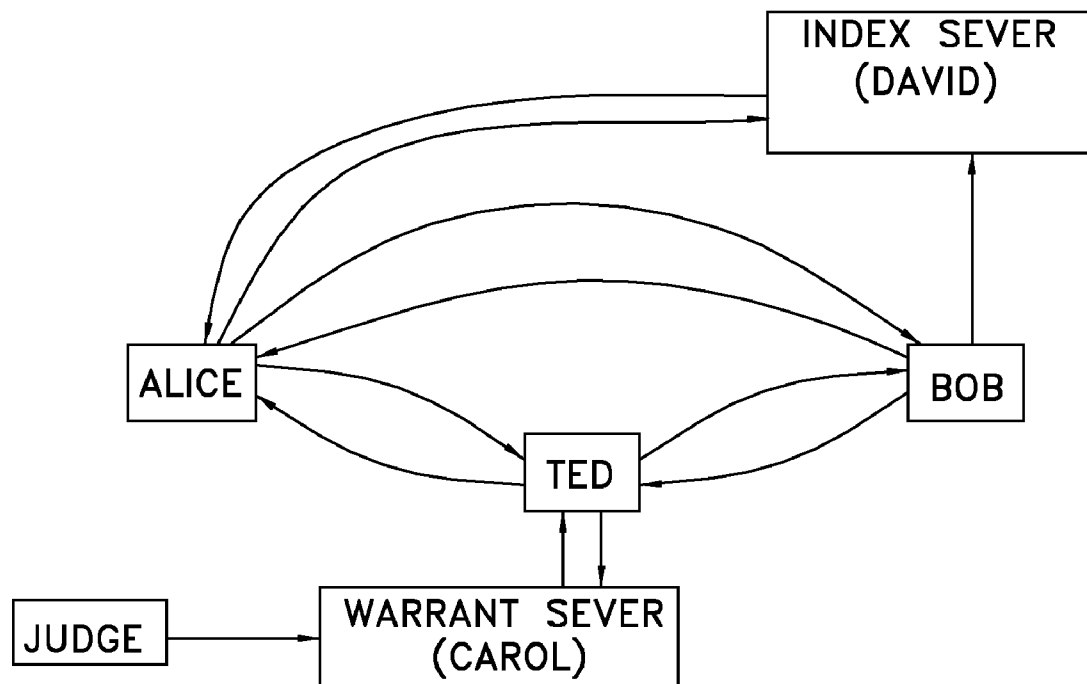 INDEX SEVER
(DAVID)
ALICE
BOB
TED
WARRANT SEVER
(CAROL)
JUDGE